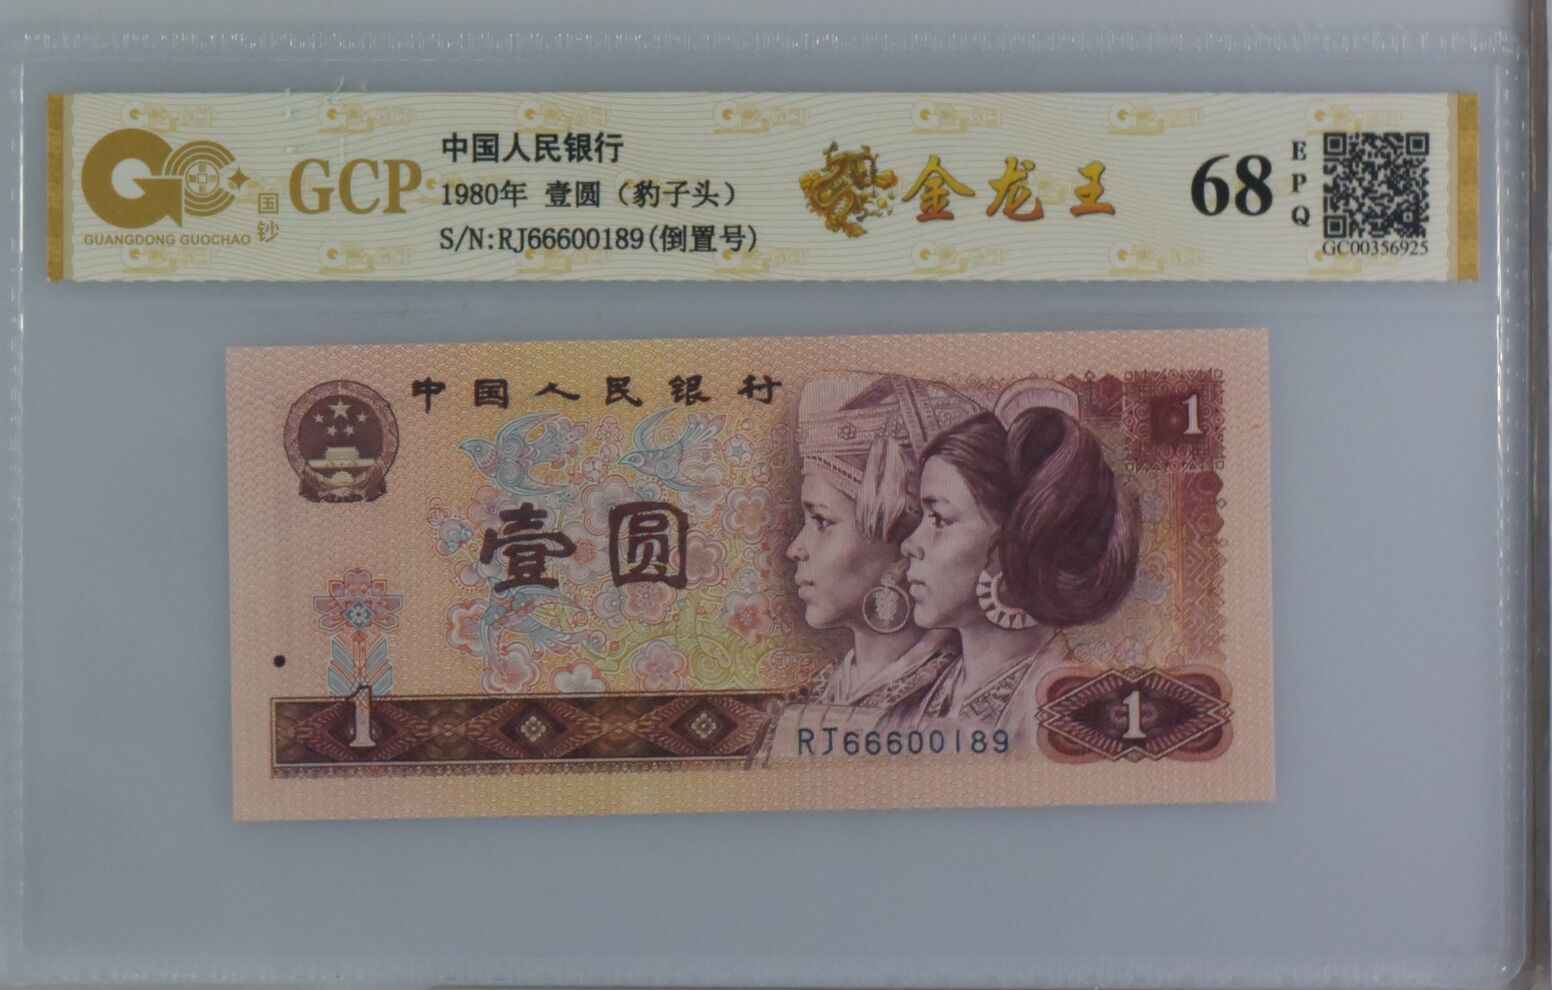 GUANGDONG GUOCHAO
国钞
GCP
中国人民银行
1980年 壹圆（豹子头）
S/N:RJ66600189(倒置号)
金龙王
68
EPQ
GC00356925
中国人民银行
1
壹圆
1
1
RJ66600189